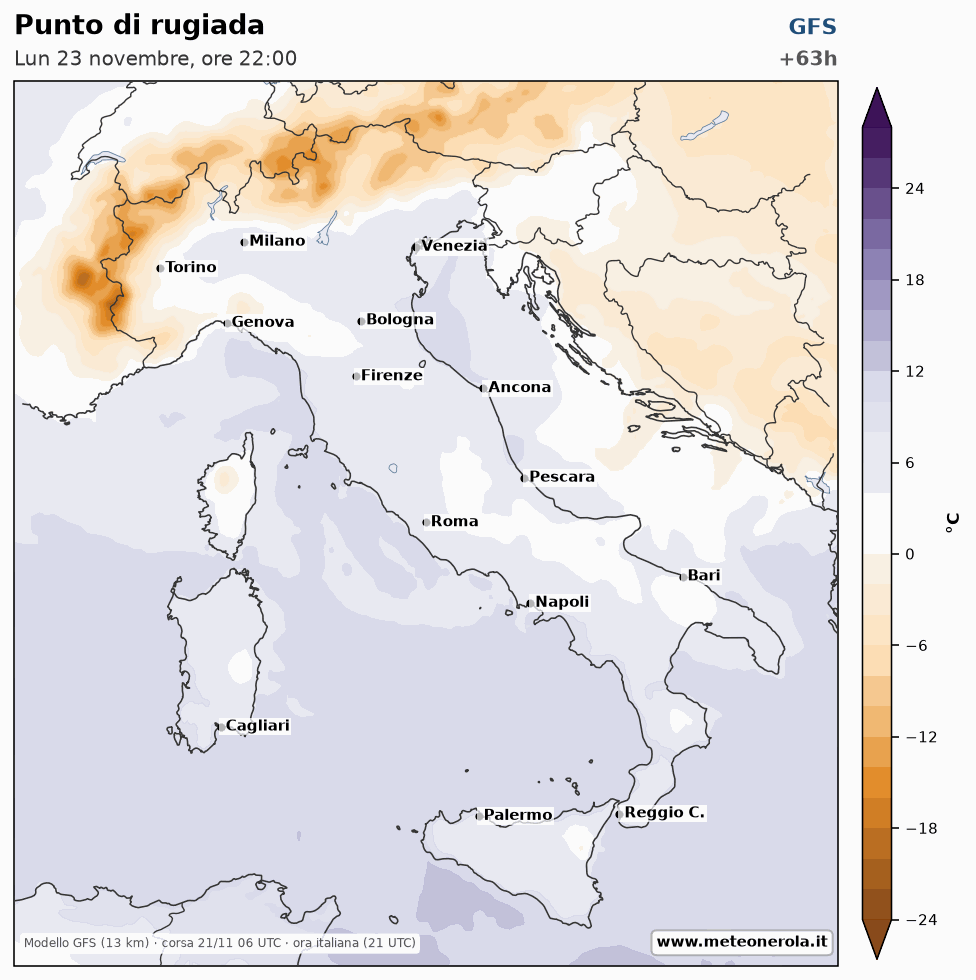 Punto di rugiada
GFS
Lun 23 novembre, ore 22:00
+63h
Milano
Venezia
Torino
Genova
Bologna
Firenze
Ancona
Pescara
Roma
Bari
Napoli
Cagliari
Palermo
Reggio C.
24
18
12
6
0
−6
−12
−18
−24
°C
Modello GFS (13 km) · corsa 21/11 06 UTC · ora italiana (21 UTC)
www.meteonerola.it